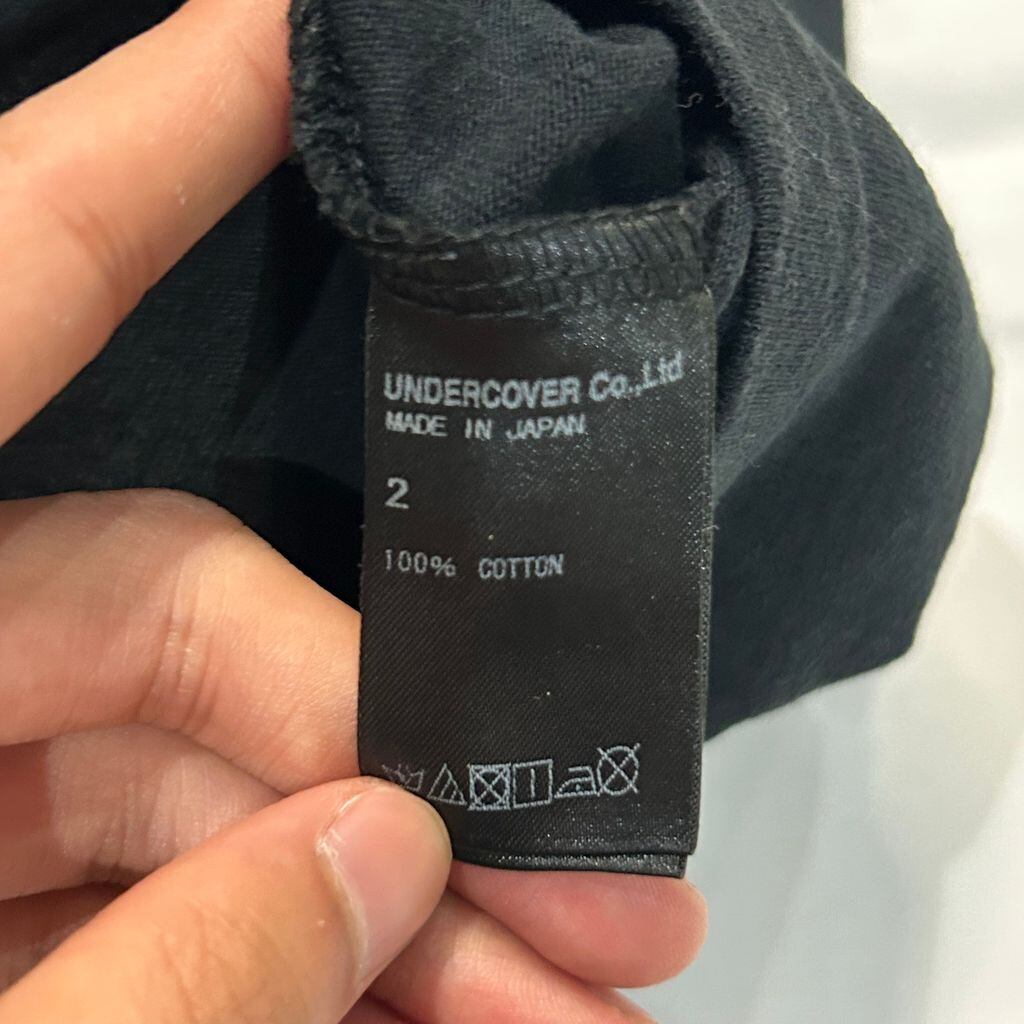 UNDERCOVER Co.,Ltd
MADE IN JAPAN
2
100% COTTON